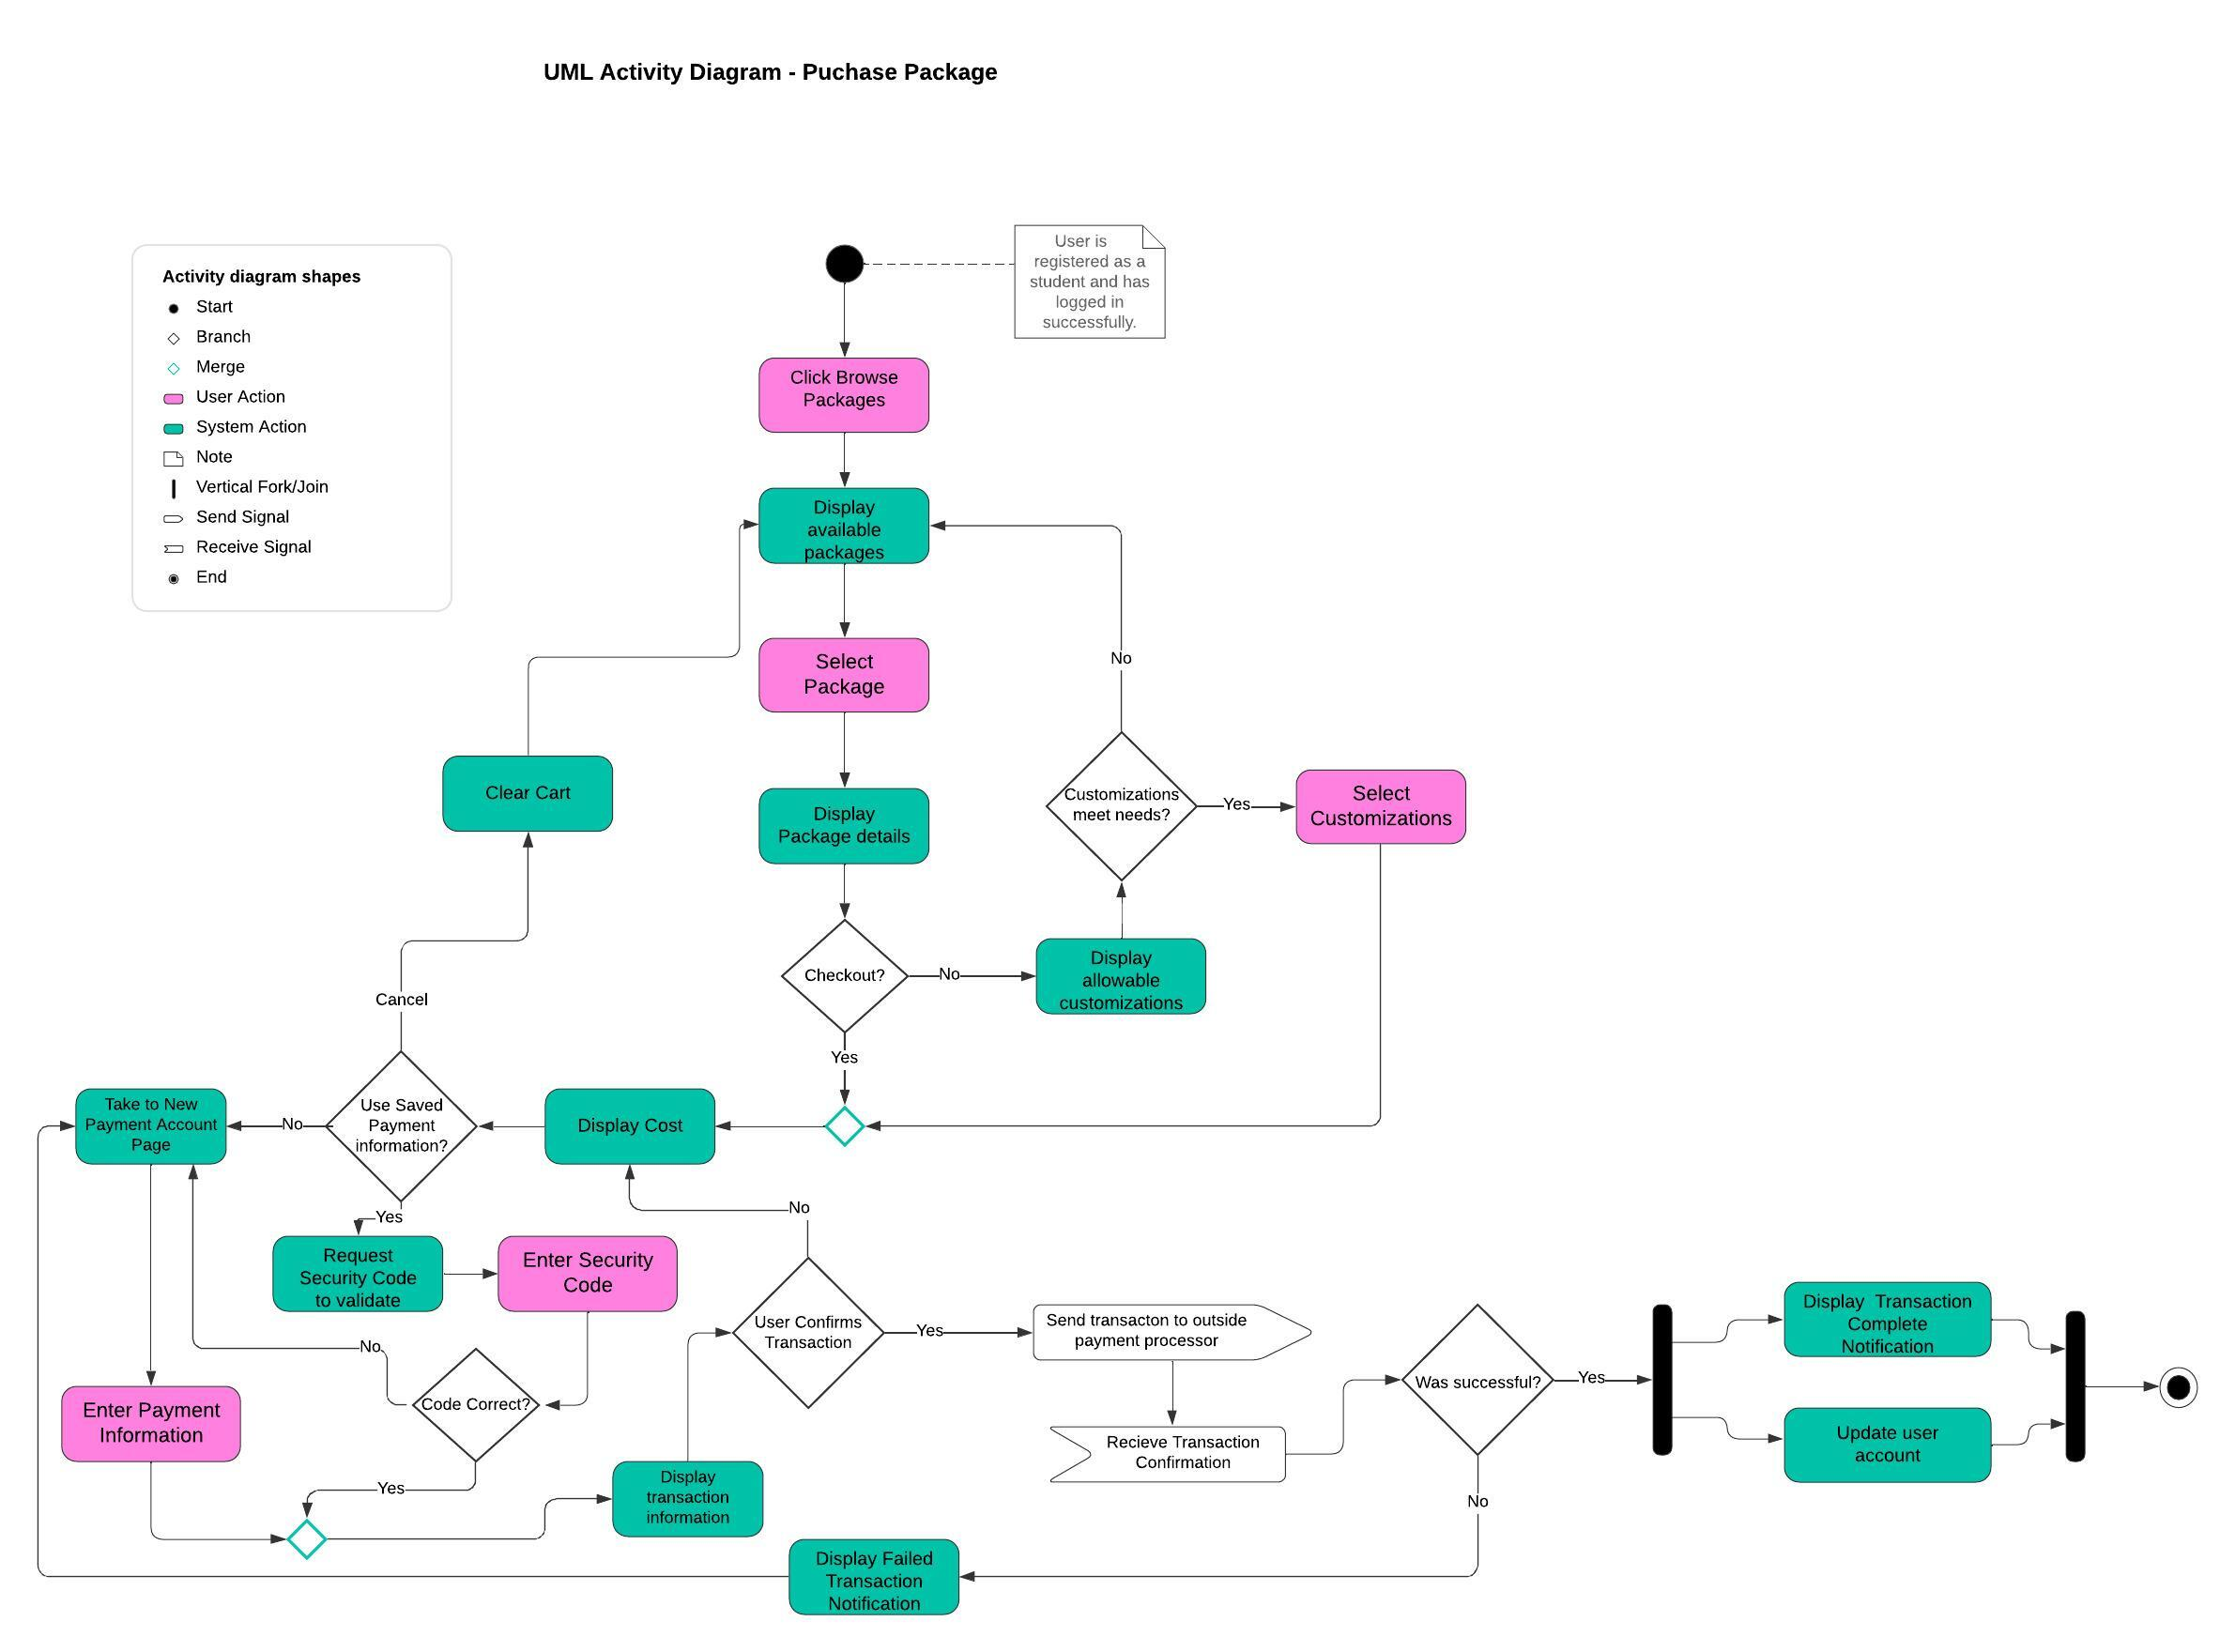 UML Activity Diagram - Puchase Package
User is
registered as a
student and has
logged in
successfully.
Activity diagram shapes
Start
Branch
Merge
User Action
System Action
Note
Vertical Fork/Join
Send Signal
Receive Signal
End
Click Browse
Packages
Display
available
packages
Select
Package
No
Clear Cart
Display
Package details
Customizations
meet needs?
Yes
Select
Customizations
Checkout?
No
Display
allowable
customizations
Cancel
Yes
Take to New
Payment Account
Page
No
Use Saved
Payment
information?
Display Cost
Yes
No
Request
Security Code
to validate
Enter Security
Code
User Confirms
Transaction
Yes
Send transacton to outside
payment processor
Display  Transaction
Complete
Notification
No
Code Correct?
Was successful?
Yes
Enter Payment
Information
Recieve Transaction
Confirmation
Update user
account
Yes
Display
transaction
information
No
Display Failed
Transaction
Notification